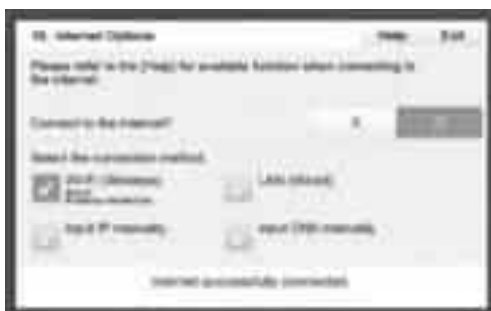 Internet Options
Help Exit
Please refer to the [Help] for available function when connecting to
the internet.
Connect to the Internet?
Select the connection method.
Wi-Fi (Wireless)
LAN (Wired)
Input IP manually
Input DNS manually
Internet successfully connected.